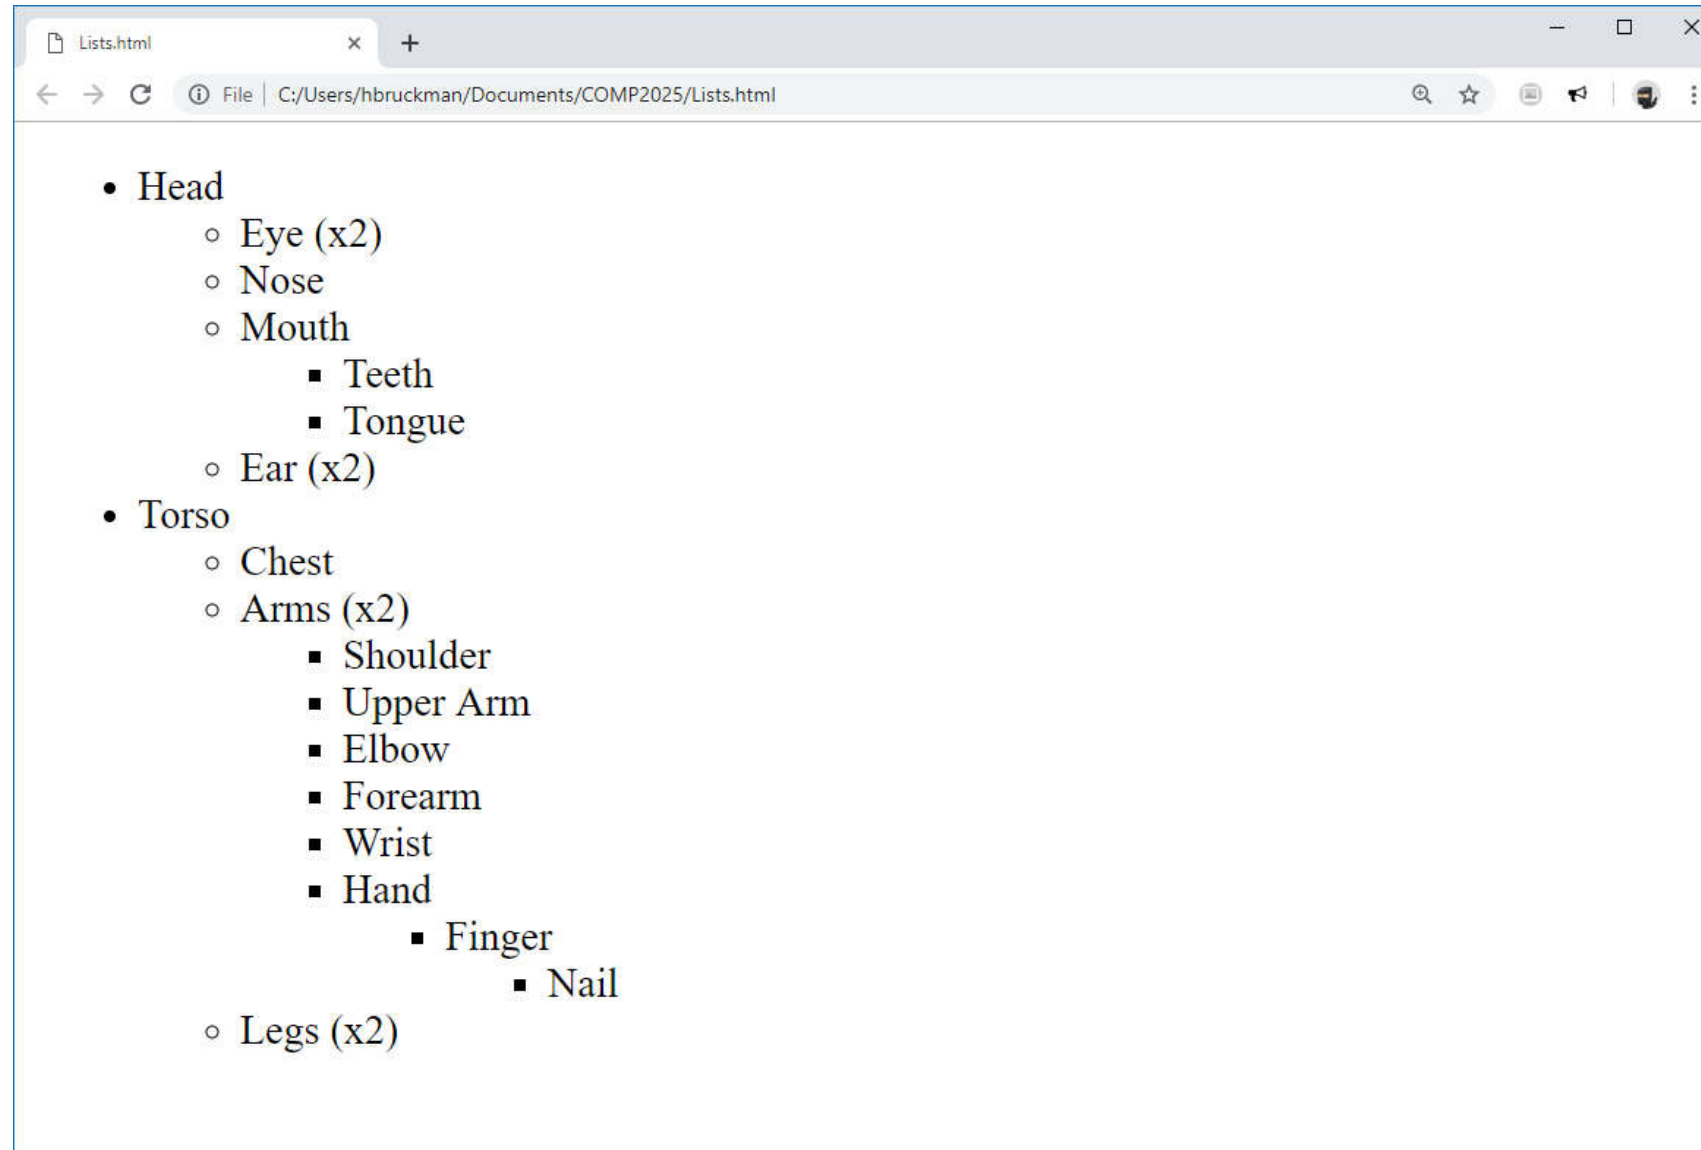 Lists.html
File C:/Users/hbruckman/Documents/COMP2025/Lists.html
Head
Eye (x2)
Nose
Mouth
Teeth
Tongue
Ear (x2)
Torso
Chest
Arms (x2)
Shoulder
Upper Arm
Elbow
Forearm
Wrist
Hand
Finger
Nail
Legs (x2)